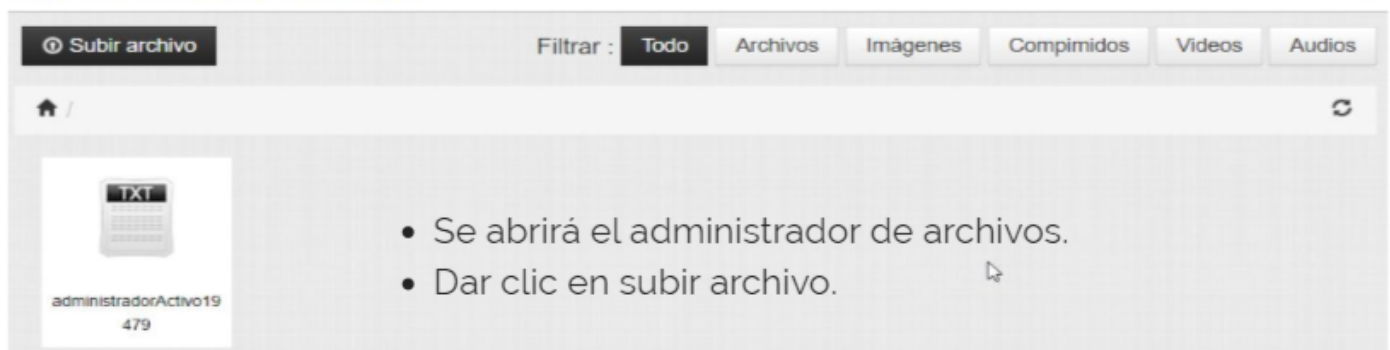 Subir archivo
Filtrar : Todo Archivos Imágenes Compimidos Videos Audios
/
TXT
administradorActivo19
479
• Se abrirá el administrador de archivos.
• Dar clic en subir archivo.